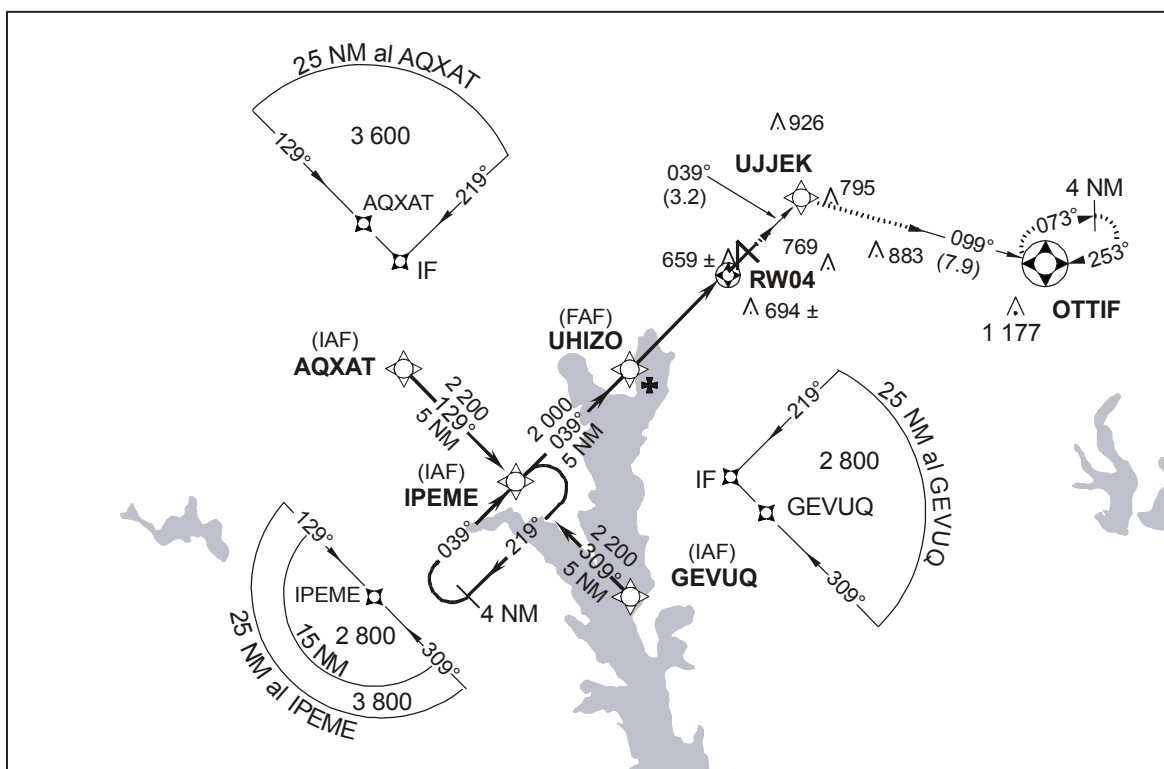 25 NM al AQXAT
3 600
129°
219°
AQXAT
IF
926
UJJEK
039°
(3.2)
795
4 NM
073°
253°
099°
(7.9)
883
769
659 ±
RW04
694 ±
OTTIF
1 177
(FAF)
UHIZO
(IAF)
AQXAT
2 200
129°
5 NM
2 000
039°
5 NM
(IAF)
IPEME
039°
219°
4 NM
2 200
309°
5 NM
(IAF)
GEVUQ
219°
25 NM al GEVUQ
2 800
IF
GEVUQ
309°
129°
IPEME
2 800
15 NM
309°
3 800
25 NM al IPEME